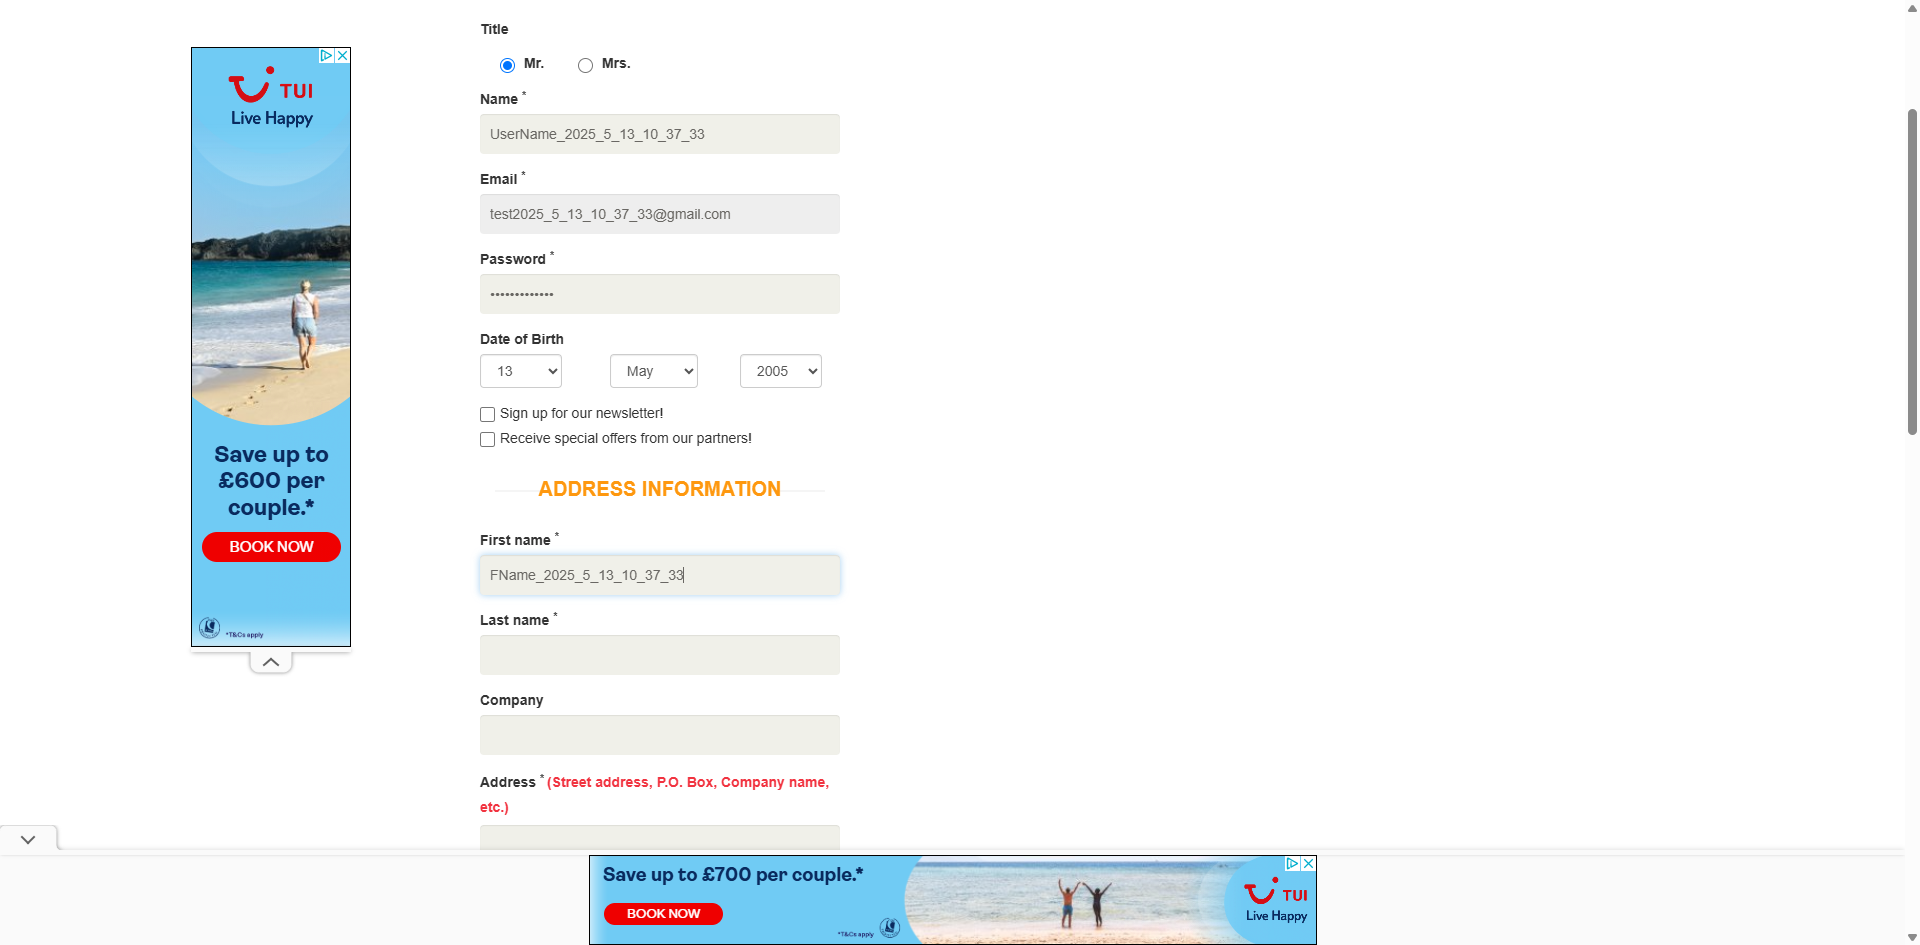 TUI
Live Happy
Save up to
£600 per
couple.*
BOOK NOW
*T&Cs apply
Title
Mr.
Mrs.
Name *
UserName_2025_5_13_10_37_33
Email *
test2025_5_13_10_37_33@gmail.com
Password *
•••••••••••••
Date of Birth
13
May
2005
Sign up for our newsletter!
Receive special offers from our partners!
ADDRESS INFORMATION
First name *
FName_2025_5_13_10_37_33
Last name *
Company
Address * (Street address, P.O. Box, Company name,
etc.)
Save up to £700 per couple.*
BOOK NOW
*T&Cs apply
TUI
Live Happy